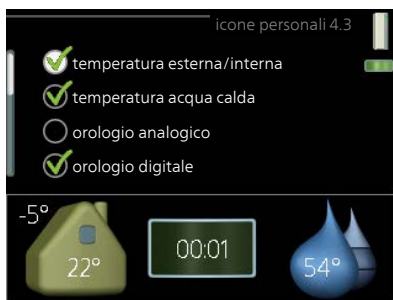 icone personali 4.3
temperatura esterna/interna
temperatura acqua calda
orologio analogico
orologio digitale
-5°
22°
00:01
54°